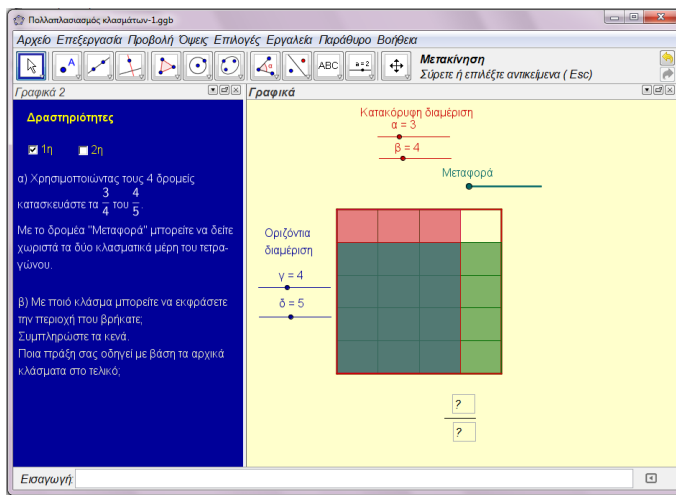 Πολλαπλασιασμός κλασμάτων-1.ggb
Αρχείο Επεξεργασία Προβολή Όψεις Επιλογές Εργαλεία Παράθυρο Βοήθεια
A
α
ABC
a = 2
Μετακίνηση
Σύρετε ή επιλέξτε αντικείμενα ( Esc)
Γραφικά 2
Γραφικά
Δραστηριότητες
1η
2η
α) Χρησιμοποιώντας τους 4 δρομείς
κατασκευάστε τα 3/4 του 4/5.
Με το δρομέα "Μεταφορά" μπορείτε να δείτε
χωριστά τα δύο κλασματικά μέρη του τετρα-
γώνου.
β) Με ποιό κλάσμα μπορείτε να εκφράσετε
την περιοχή που βρήκατε;
Συμπληρώστε τα κενά.
Ποια πράξη σας οδηγεί με βάση τα αρχικά
κλάσματα στο τελικό;
Κατακόρυφη διαμέριση
α = 3
β = 4
Μεταφορά
Οριζόντια
διαμέριση
γ = 4
δ = 5
?
?
Εισαγωγή: